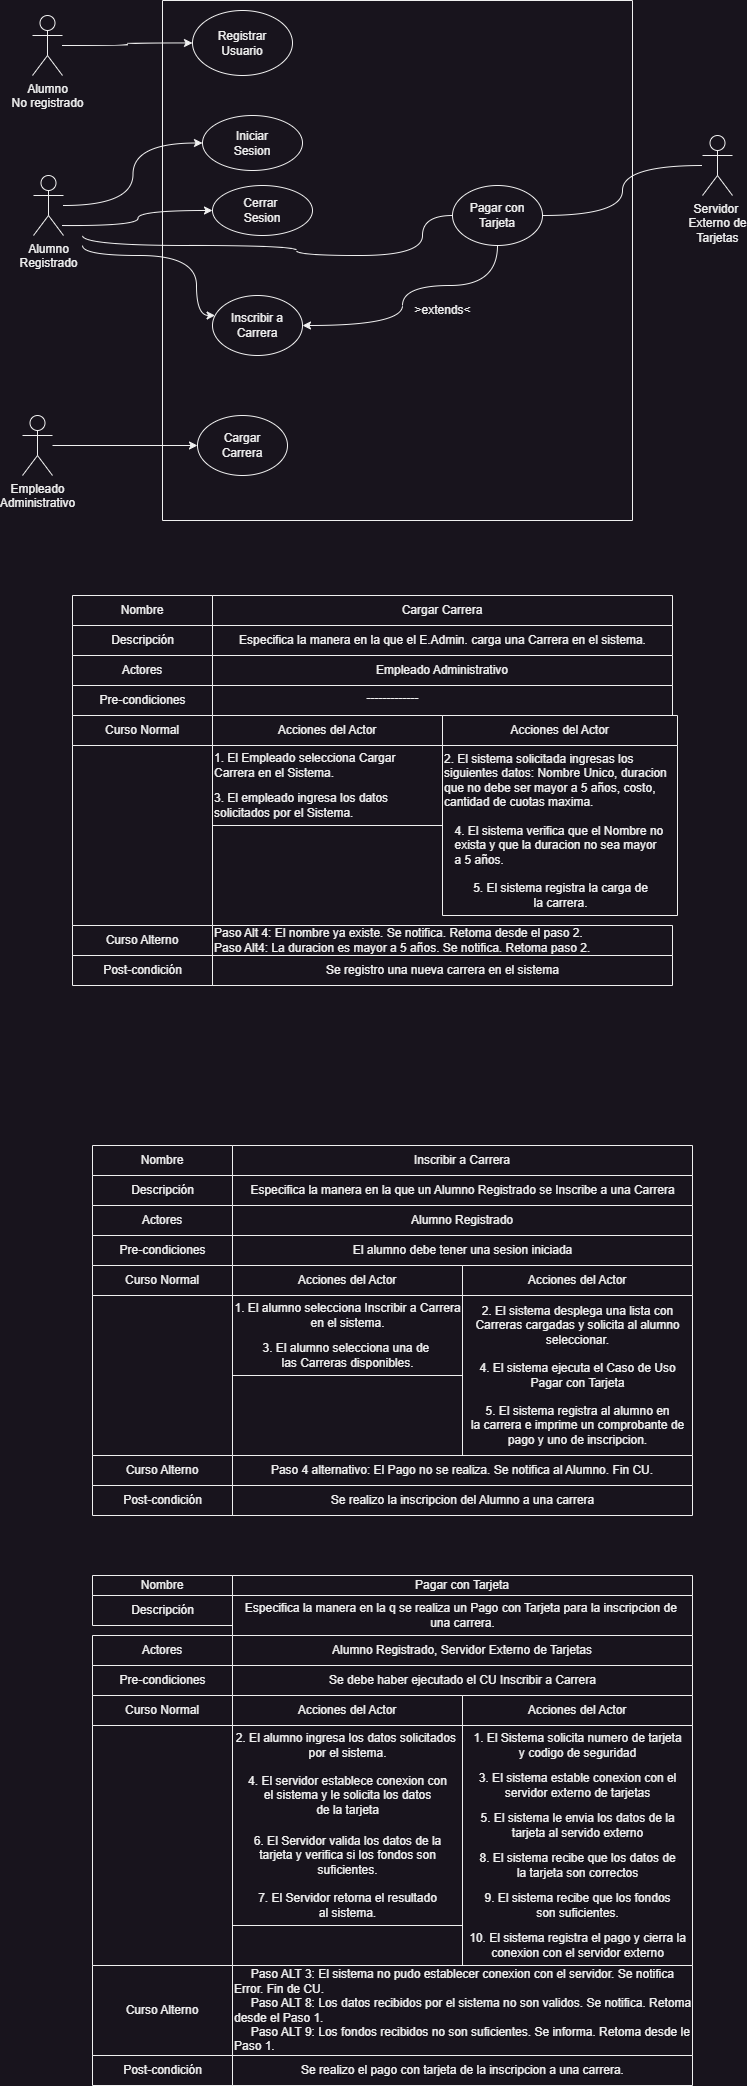 Registrar
Usuario
Alumno
No registrado
Iniciar
Sesion
Cerrar
Sesion
Pagar con
Tarjeta
Servidor
Externo de
Tarjetas
Alumno
Registrado
>extends<
Inscribir a
Carrera
Cargar
Carrera
Empleado
Administrativo
Nombre
Cargar Carrera
Descripción
Especifica la manera en la que el E.Admin. carga una Carrera en el sistema.
Actores
Empleado Administrativo
Pre-condiciones
-------------
Curso Normal
Acciones del Actor
Acciones del Actor
1. El Empleado selecciona Cargar
Carrera en el Sistema.
3. El empleado ingresa los datos
solicitados por el Sistema.
2. El sistema solicitada ingresas los
siguientes datos: Nombre Unico, duracion
que no debe ser mayor a 5 años, costo,
cantidad de cuotas maxima.
4. El sistema verifica que el Nombre no
exista y que la duracion no sea mayor
a 5 años.
5. El sistema registra la carga de
la carrera.
Curso Alterno
Paso Alt 4: El nombre ya existe. Se notifica. Retoma desde el paso 2.
Paso Alt4: La duracion es mayor a 5 años. Se notifica. Retoma paso 2.
Post-condición
Se registro una nueva carrera en el sistema
Nombre
Inscribir a Carrera
Descripción
Especifica la manera en la que un Alumno Registrado se Inscribe a una Carrera
Actores
Alumno Registrado
Pre-condiciones
El alumno debe tener una sesion iniciada
Curso Normal
Acciones del Actor
Acciones del Actor
1. El alumno selecciona Inscribir a Carrera
en el sistema.
3. El alumno selecciona una de
las Carreras disponibles.
2. El sistema desplega una lista con
Carreras cargadas y solicita al alumno
seleccionar.
4. El sistema ejecuta el Caso de Uso
Pagar con Tarjeta
5. El sistema registra al alumno en
la carrera e imprime un comprobante de
pago y uno de inscripcion.
Curso Alterno
Paso 4 alternativo: El Pago no se realiza. Se notifica al Alumno. Fin CU.
Post-condición
Se realizo la inscripcion del Alumno a una carrera
Nombre
Pagar con Tarjeta
Descripción
Especifica la manera en la q se realiza un Pago con Tarjeta para la inscripcion de
una carrera.
Actores
Alumno Registrado, Servidor Externo de Tarjetas
Pre-condiciones
Se debe haber ejecutado el CU Inscribir a Carrera
Curso Normal
Acciones del Actor
Acciones del Actor
2. El alumno ingresa los datos solicitados
por el sistema.
4. El servidor establece conexion con
el sistema y le solicita los datos
de la tarjeta
6. El Servidor valida los datos de la
tarjeta y verifica si los fondos son
suficientes.
7. El Servidor retorna el resultado
al sistema.
1. El Sistema solicita numero de tarjeta
y codigo de seguridad
3. El sistema estable conexion con el
servidor externo de tarjetas
5. El sistema le envia los datos de la
tarjeta al servido externo
8. El sistema recibe que los datos de
la tarjeta son correctos
9. El sistema recibe que los fondos
son suficientes.
10. El sistema registra el pago y cierra la
conexion con el servidor externo
Curso Alterno
Paso ALT 3: El sistema no pudo establecer conexion con el servidor. Se notifica
Error. Fin de CU.
Paso ALT 8: Los datos recibidos por el sistema no son validos. Se notifica. Retoma
desde el Paso 1.
Paso ALT 9: Los fondos recibidos no son suficientes. Se informa. Retoma desde le
Paso 1.
Post-condición
Se realizo el pago con tarjeta de la inscripcion a una carrera.